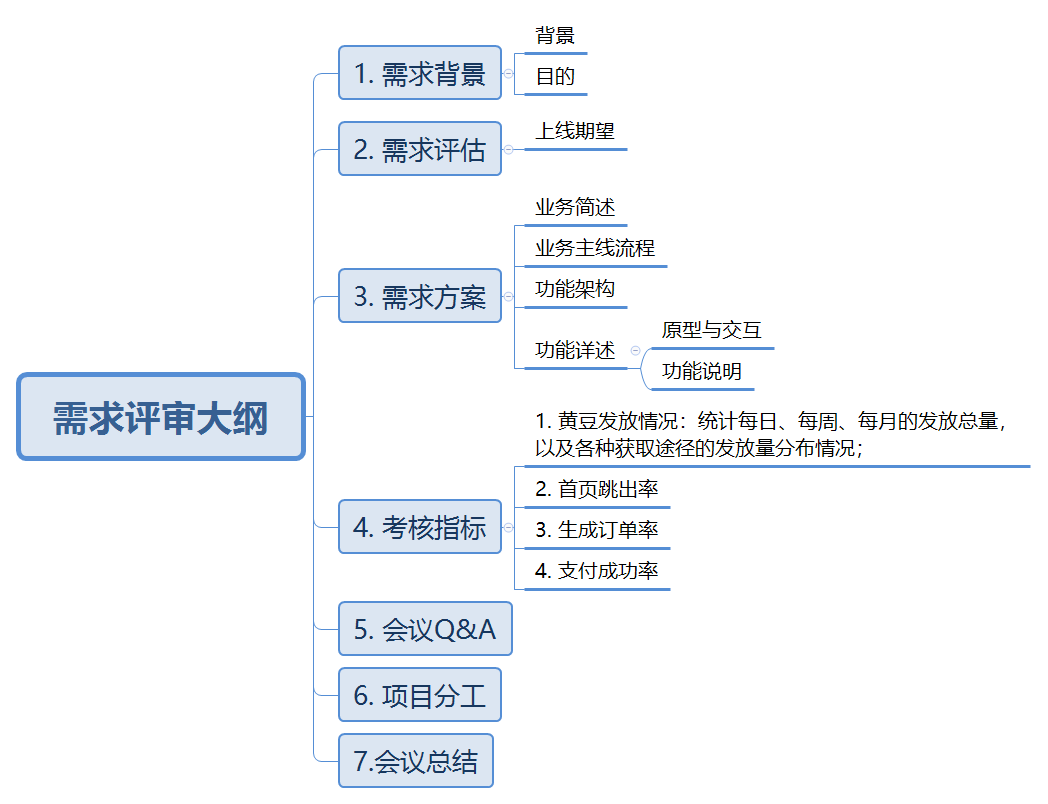 需求评审大纲
1. 需求背景
背景
目的
2. 需求评估
上线期望
3. 需求方案
业务简述
业务主线流程
功能架构
功能详述
原型与交互
功能说明
4. 考核指标
1. 黄豆发放情况：统计每日、每周、每月的发放总量，
以及各种获取途径的发放量分布情况；
2. 首页跳出率
3. 生成订单率
4. 支付成功率
5. 会议Q&A
6. 项目分工
7.会议总结